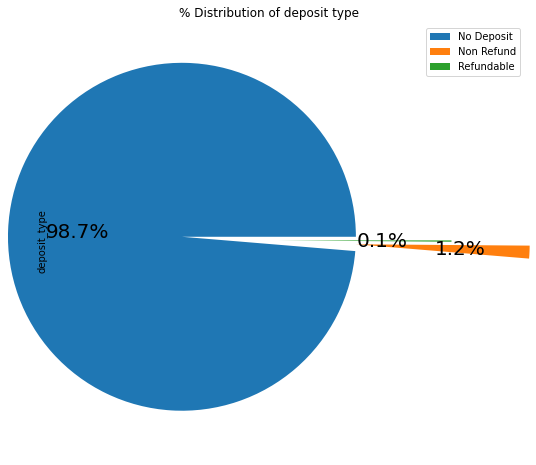 % Distribution of deposit type
No Deposit
Non Refund
Refundable
98.7%
0.1%
1.2%
deposit_type